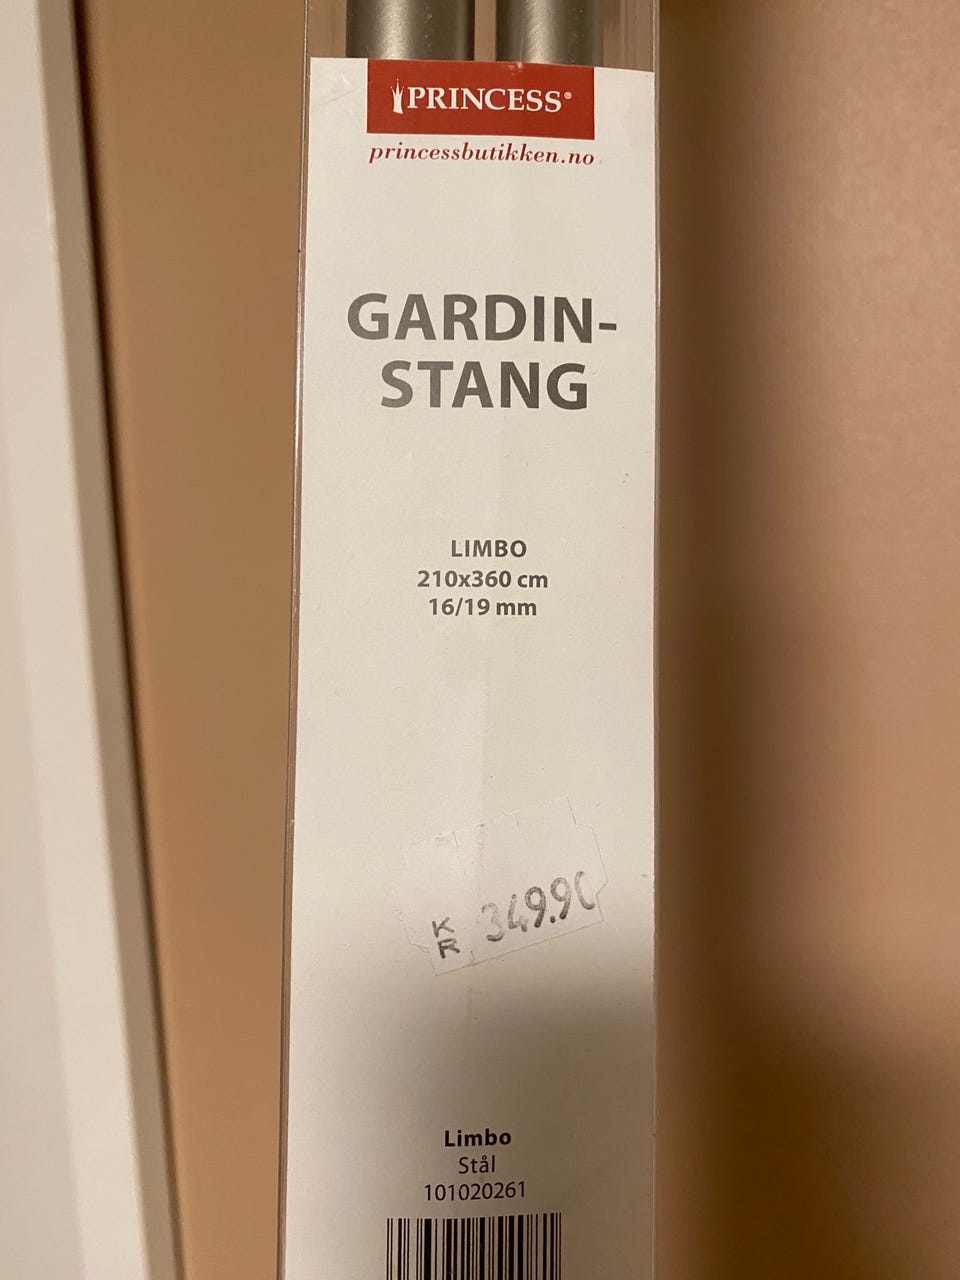 PRINCESS®
princessbutikken.no
GARDIN-
STANG
LIMBO
210x360 cm
16/19 mm
KR 349.90
Limbo
Stål
101020261